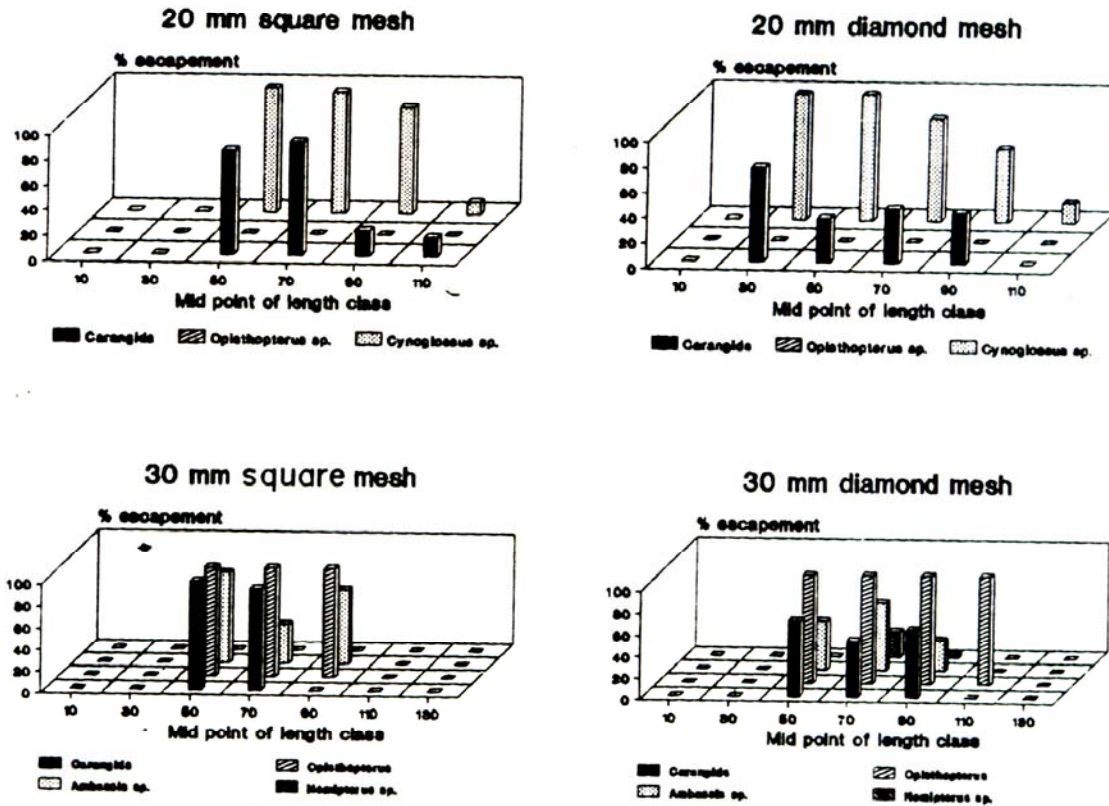 20 mm square mesh
% escapement
100
80
60
40
20
0
10 30 50 70 90 110
Mid point of length class
Carangids Opisthopterus sp. Cynoglossus sp.
20 mm diamond mesh
% escapement
100
80
60
40
20
0
10 30 50 70 90 110
Mid point of length class
Carangids Opisthopterus sp. Cynoglossus sp.
30 mm square mesh
% escapement
100
80
60
40
20
0
10 30 50 70 90 110 130
Mid point of length class
Carangids Opisthopterus
Ambassis sp. Nemipterus sp.
30 mm diamond mesh
% escapement
100
80
60
40
20
0
10 30 50 70 90 110 130
Mid point of length class
Carangids Opisthopterus
Ambassis sp. Nemipterus sp.